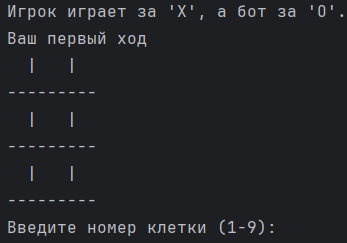 Игрок играет за 'X', а бот за 'O'.
Ваш первый ход
  |   |
---------
  |   |
---------
  |   |
---------
Введите номер клетки (1-9):